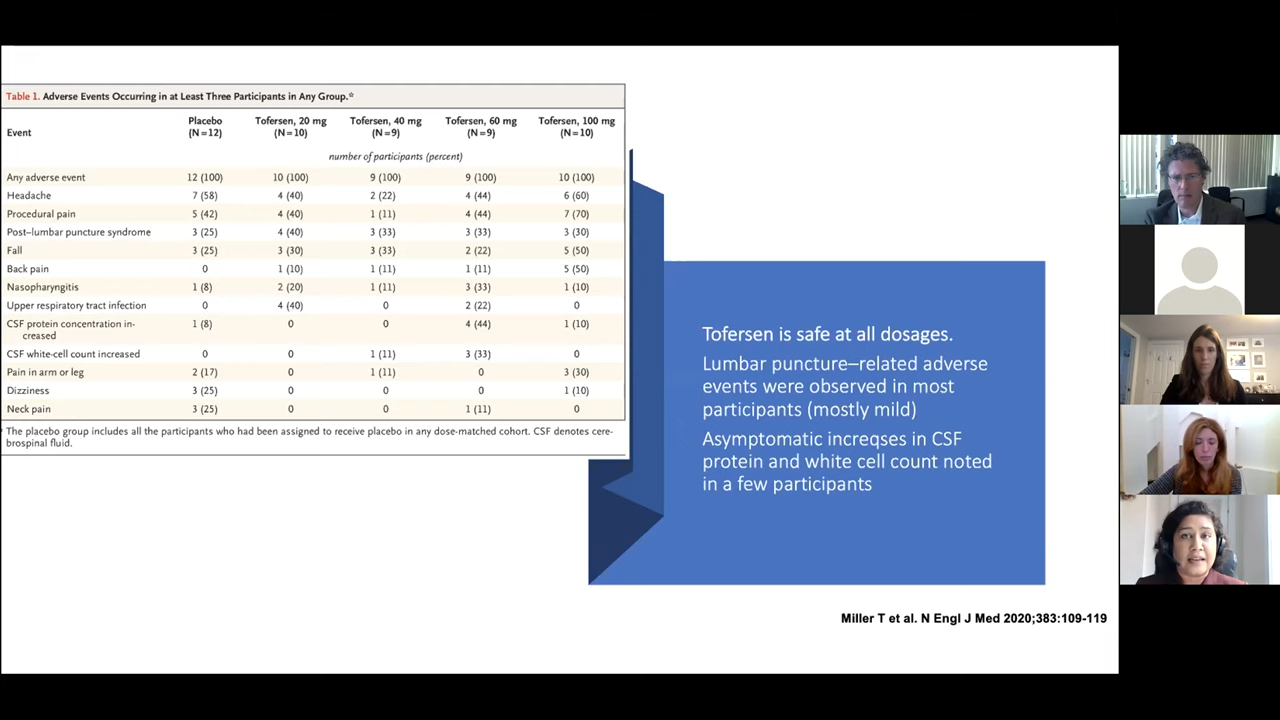 Table 1. Adverse Events Occurring in at Least Three Participants in Any Group.*
Event Placebo (N=12) Tofersen, 20 mg (N=10) Tofersen, 40 mg (N=9) Tofersen, 60 mg (N=9) Tofersen, 100 mg (N=10)
number of participants (percent)
Any adverse event 12 (100) 10 (100) 9 (100) 9 (100) 10 (100)
Headache 7 (58) 4 (40) 2 (22) 4 (44) 6 (60)
Procedural pain 5 (42) 4 (40) 1 (11) 4 (44) 7 (70)
Post–lumbar puncture syndrome 3 (25) 4 (40) 3 (33) 3 (33) 3 (30)
Fall 3 (25) 3 (30) 3 (33) 2 (22) 5 (50)
Back pain 0 1 (10) 1 (11) 1 (11) 5 (50)
Nasopharyngitis 1 (8) 2 (20) 1 (11) 3 (33) 1 (10)
Upper respiratory tract infection 0 4 (40) 0 2 (22) 0
CSF protein concentration in- 1 (8) 0 0 4 (44) 1 (10)
creased
CSF white-cell count increased 0 0 1 (11) 3 (33) 0
Pain in arm or leg 2 (17) 0 1 (11) 0 3 (30)
Dizziness 3 (25) 0 0 0 1 (10)
Neck pain 3 (25) 0 0 1 (11) 0
* The placebo group includes all the participants who had been assigned to receive placebo in any dose-matched cohort. CSF denotes cere-
brospinal fluid.
Tofersen is safe at all dosages.
Lumbar puncture–related adverse
events were observed in most
participants (mostly mild)
Asymptomatic increqses in CSF
protein and white cell count noted
in a few participants
Miller T et al. N Engl J Med 2020;383:109-119